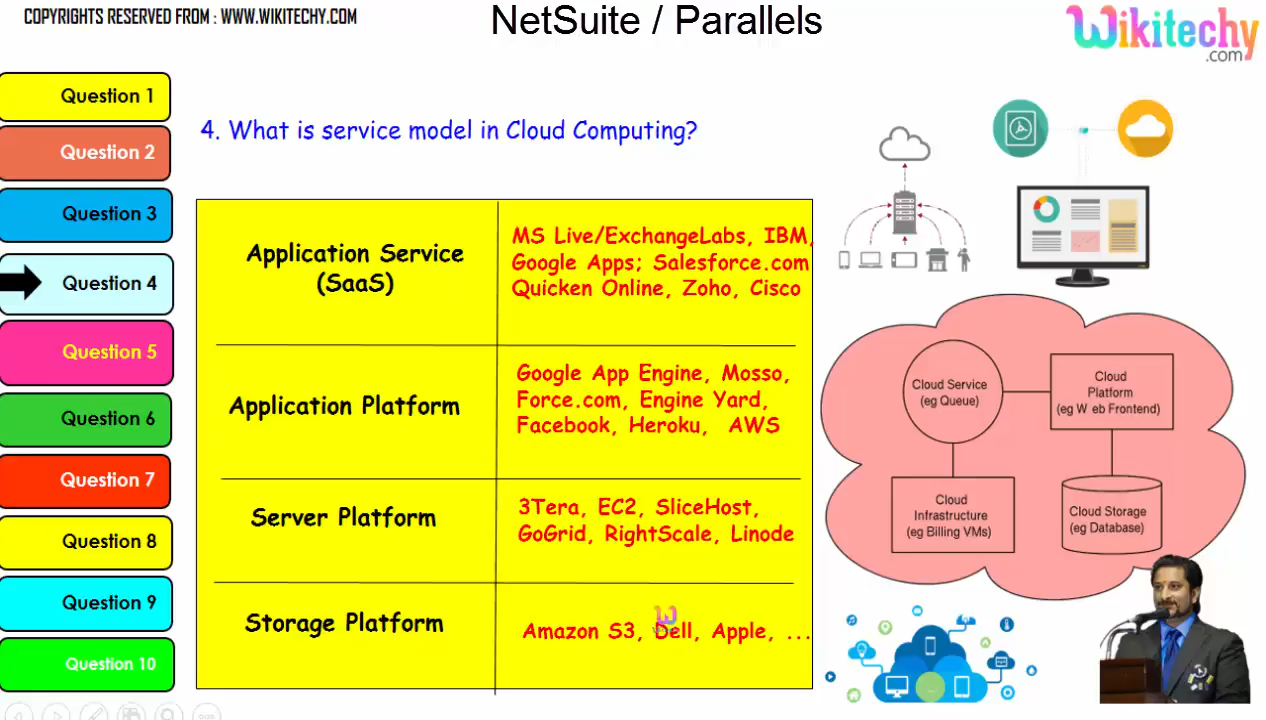 COPYRIGHTS RESERVED FROM : WWW.WIKITECHY.COM
NetSuite / Parallels
Wikitechy
.com
Question 1
Question 2
Question 3
Question 4
Question 5
Question 6
Question 7
Question 8
Question 9
Question 10
4. What is service model in Cloud Computing?
Application Service
(SaaS)
MS Live/ExchangeLabs, IBM,
Google Apps; Salesforce.com
Quicken Online, Zoho, Cisco
Application Platform
Google App Engine, Mosso,
Force.com, Engine Yard,
Facebook, Heroku, AWS
Server Platform
3Tera, EC2, SliceHost,
GoGrid, RightScale, Linode
Storage Platform
Amazon S3, Dell, Apple, ...
Cloud Service
(eg Queue)
Cloud
Platform
(eg W eb Frontend)
Cloud
Infrastructure
(eg Billing VMs)
Cloud Storage
(eg Database)